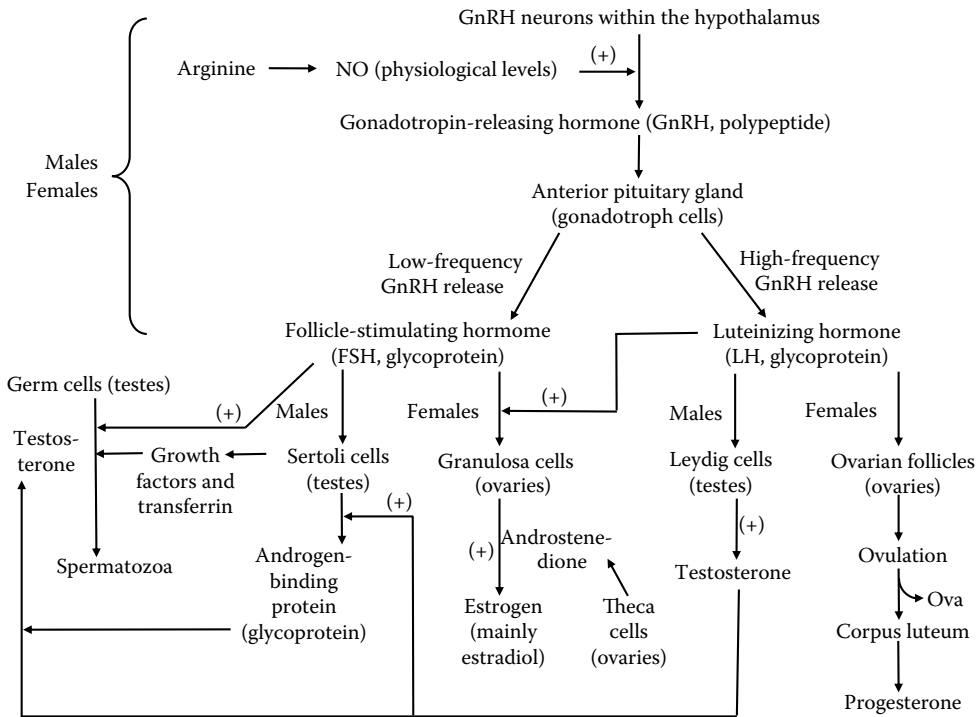 GnRH neurons within the hypothalamus
(+)
Arginine
NO (physiological levels)
Gonadotropin-releasing hormone (GnRH, polypeptide)
Males
Females
Anterior pituitary gland
(gonadotroph cells)
Low-frequency
GnRH release
High-frequency
GnRH release
Follicle-stimulating hormome
(FSH, glycoprotein)
Luteinizing hormone
(LH, glycoprotein)
Germ cells (testes)
(+)
Males
Females
(+)
Males
Females
Testos-
terone
Growth
factors and
transferrin
Sertoli cells
(testes)
Granulosa cells
(ovaries)
Leydig cells
(testes)
Ovarian follicles
(ovaries)
(+)
(+)
Androstene-
dione
(+)
Spermatozoa
Androgen-
binding
protein
(glycoprotein)
Estrogen
(mainly
estradiol)
Theca
cells
(ovaries)
Testosterone
Ovulation
Ova
Corpus luteum
Progesterone